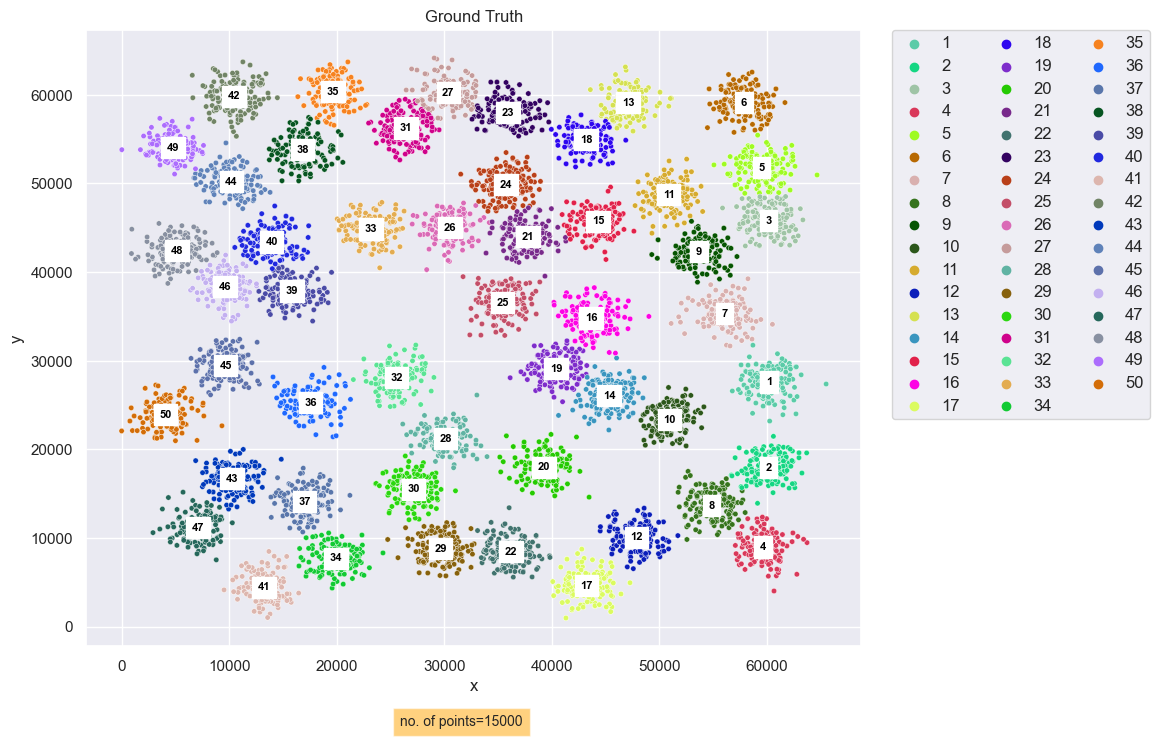 Ground Truth
60000
50000
40000
30000
20000
10000
0
y
42
35
27
23
13
6
31
49
38
18
5
44
24
11
3
33
26
15
21
48
40
9
46
39
25
16
7
45
32
19
1
36
14
50
10
28
20
2
43
30
37
8
47
12
34
29
22
4
41
17
0 10000 20000 30000 40000 50000 60000
x
no. of points=15000
1 18 35
2 19 36
3 20 37
4 21 38
5 22 39
6 23 40
7 24 41
8 25 42
9 26 43
10 27 44
11 28 45
12 29 46
13 30 47
14 31 48
15 32 49
16 33 50
17 34